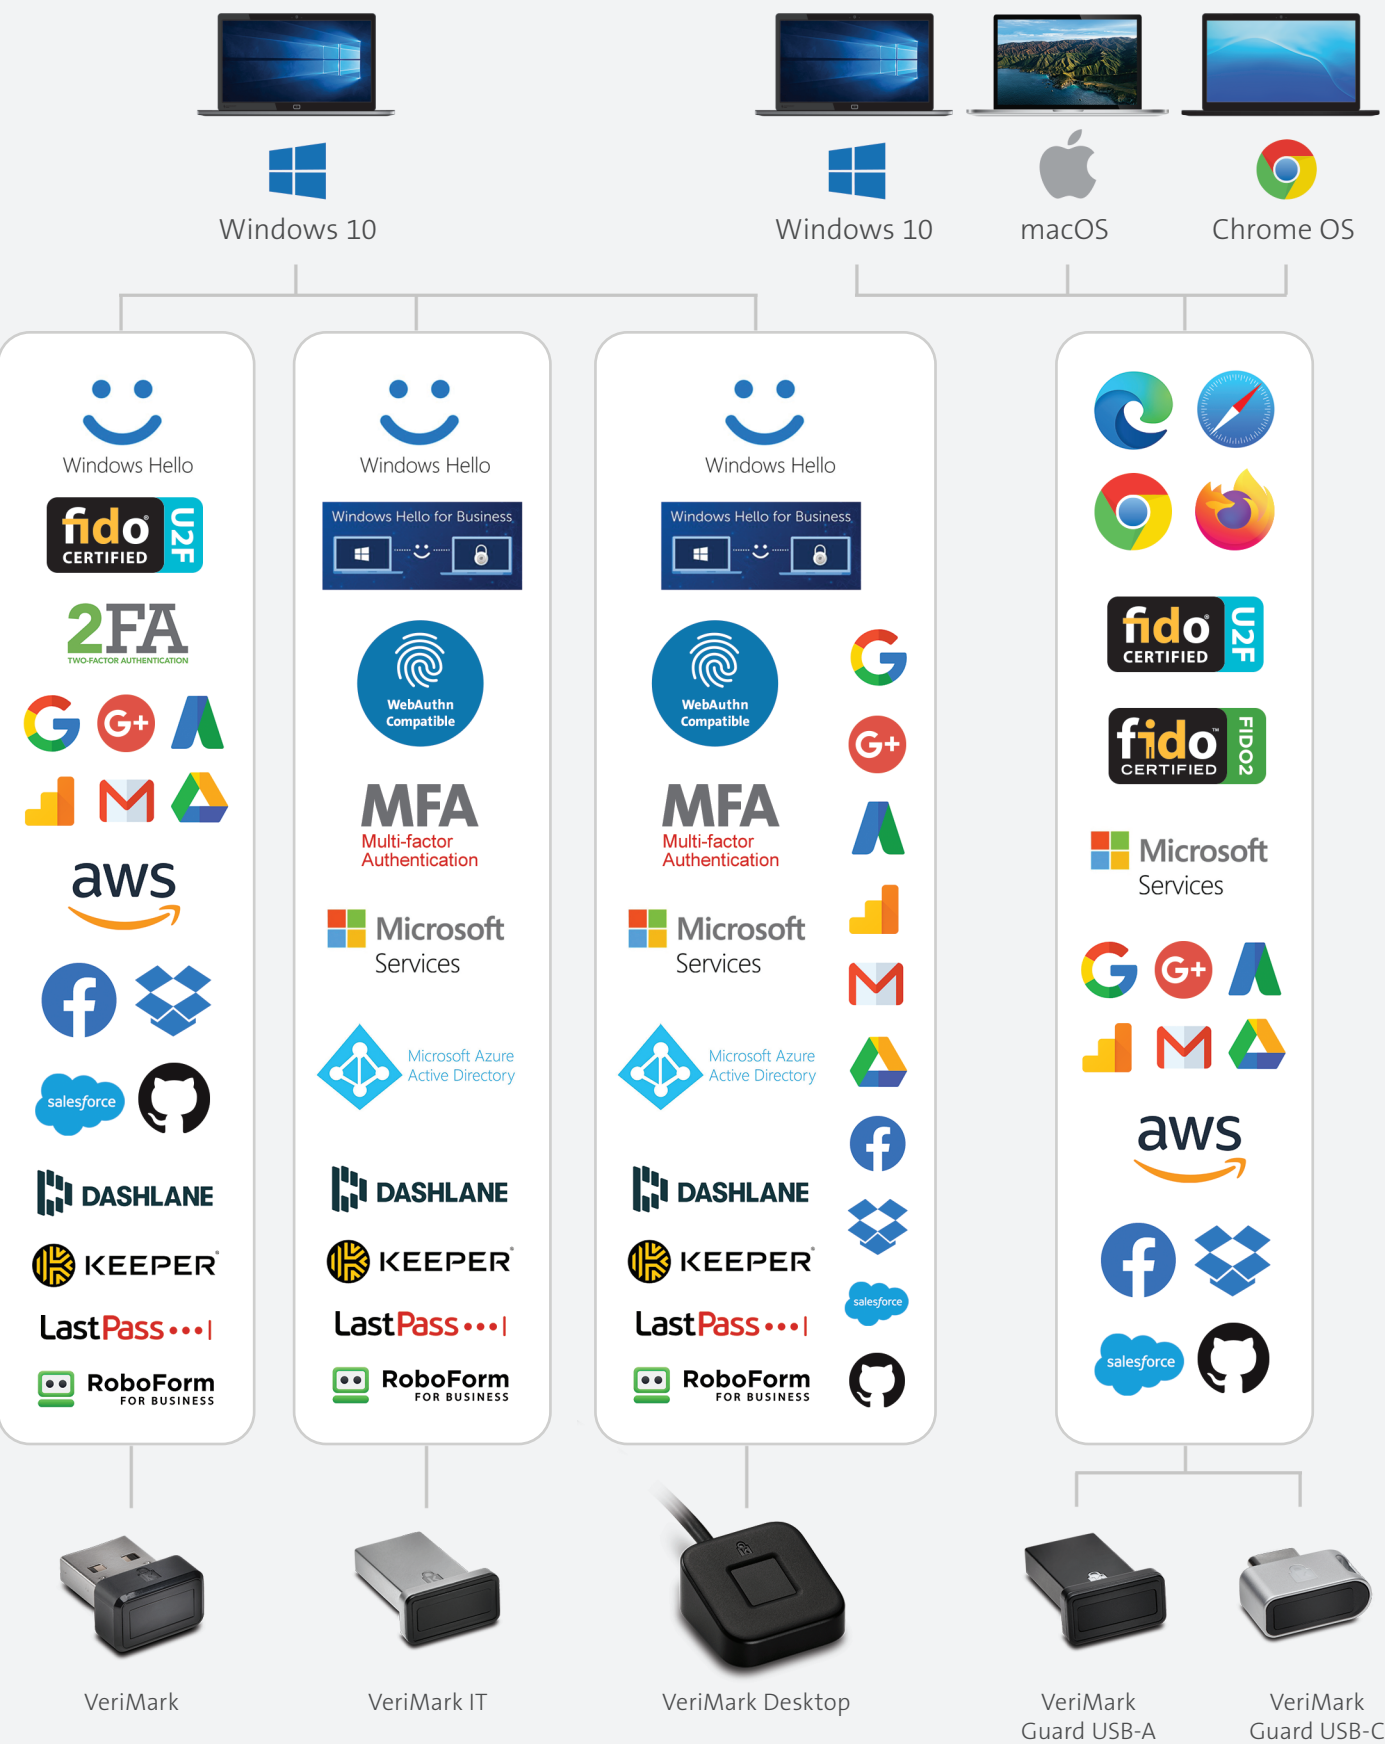 Windows 10
Windows 10
macOS
Chrome OS
Windows Hello
fido
CERTIFIED
U2F
2FA
TWO-FACTOR AUTHENTICATION
G+
aws
salesforce
DASHLANE
KEEPER
LastPass
RoboForm
FOR BUSINESS
VeriMark
Windows Hello
Windows Hello for Business
WebAuthn
Compatible
MFA
Multi-factor
Authentication
Microsoft
Services
Microsoft Azure
Active Directory
DASHLANE
KEEPER
LastPass
RoboForm
FOR BUSINESS
VeriMark IT
Windows Hello
Windows Hello for Business
WebAuthn
Compatible
MFA
Multi-factor
Authentication
Microsoft
Services
Microsoft Azure
Active Directory
DASHLANE
KEEPER
LastPass
RoboForm
FOR BUSINESS
G+
salesforce
VeriMark Desktop
fido
CERTIFIED
U2F
fido™
CERTIFIED
FIDO2
Microsoft
Services
G+
aws
salesforce
VeriMark
Guard USB-A
VeriMark
Guard USB-C